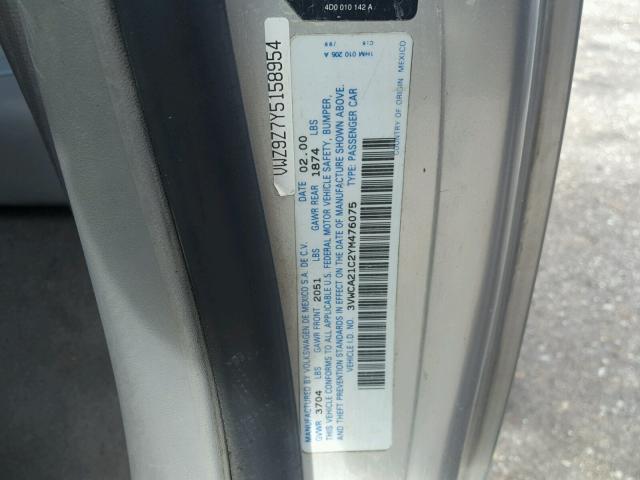 4D0 010 142 A
VWZ9Z7Y5158954
MANUFACTURED BY VOLKSWAGEN DE MEXICO S.A. DE C.V. DATE 02.00
GVWR 3704 LBS GAWR FRONT 2051 LBS GAWR REAR 1874 LBS
THIS VEHICLE CONFORMS TO ALL APPLICABLE U.S. FEDERAL MOTOR VEHICLE SAFETY, BUMPER,
AND THEFT PREVENTION STANDARDS IN EFFECT ON THE DATE OF MANUFACTURE SHOWN ABOVE.
VEHICLE I.D. NO. 3VWCA21C2YM476075 TYPE: PASSENGER CAR
COUNTRY OF ORIGIN: MEXICO
1HM 010 205 A